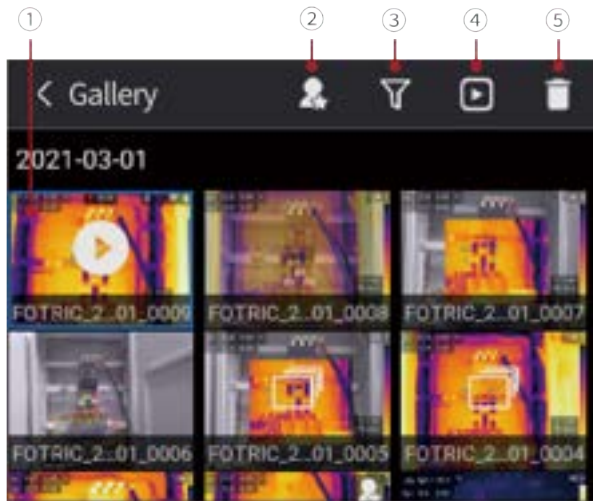 ① ② ③ ④ ⑤
Gallery
2021-03-01
FOTRIC_2...01_0009 FOTRIC_2...01_0008 FOTRIC_2...01_0007
FOTRIC_2...01_0006 FOTRIC_2...01_0005 FOTRIC_2...01_0004